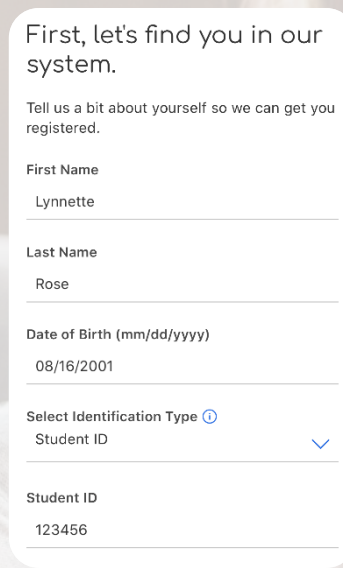 First, let's find you in our
system.
Tell us a bit about yourself so we can get you
registered.
First Name
Lynnette
Last Name
Rose
Date of Birth (mm/dd/yyyy)
08/16/2001
Select Identification Type
Student ID
Student ID
123456